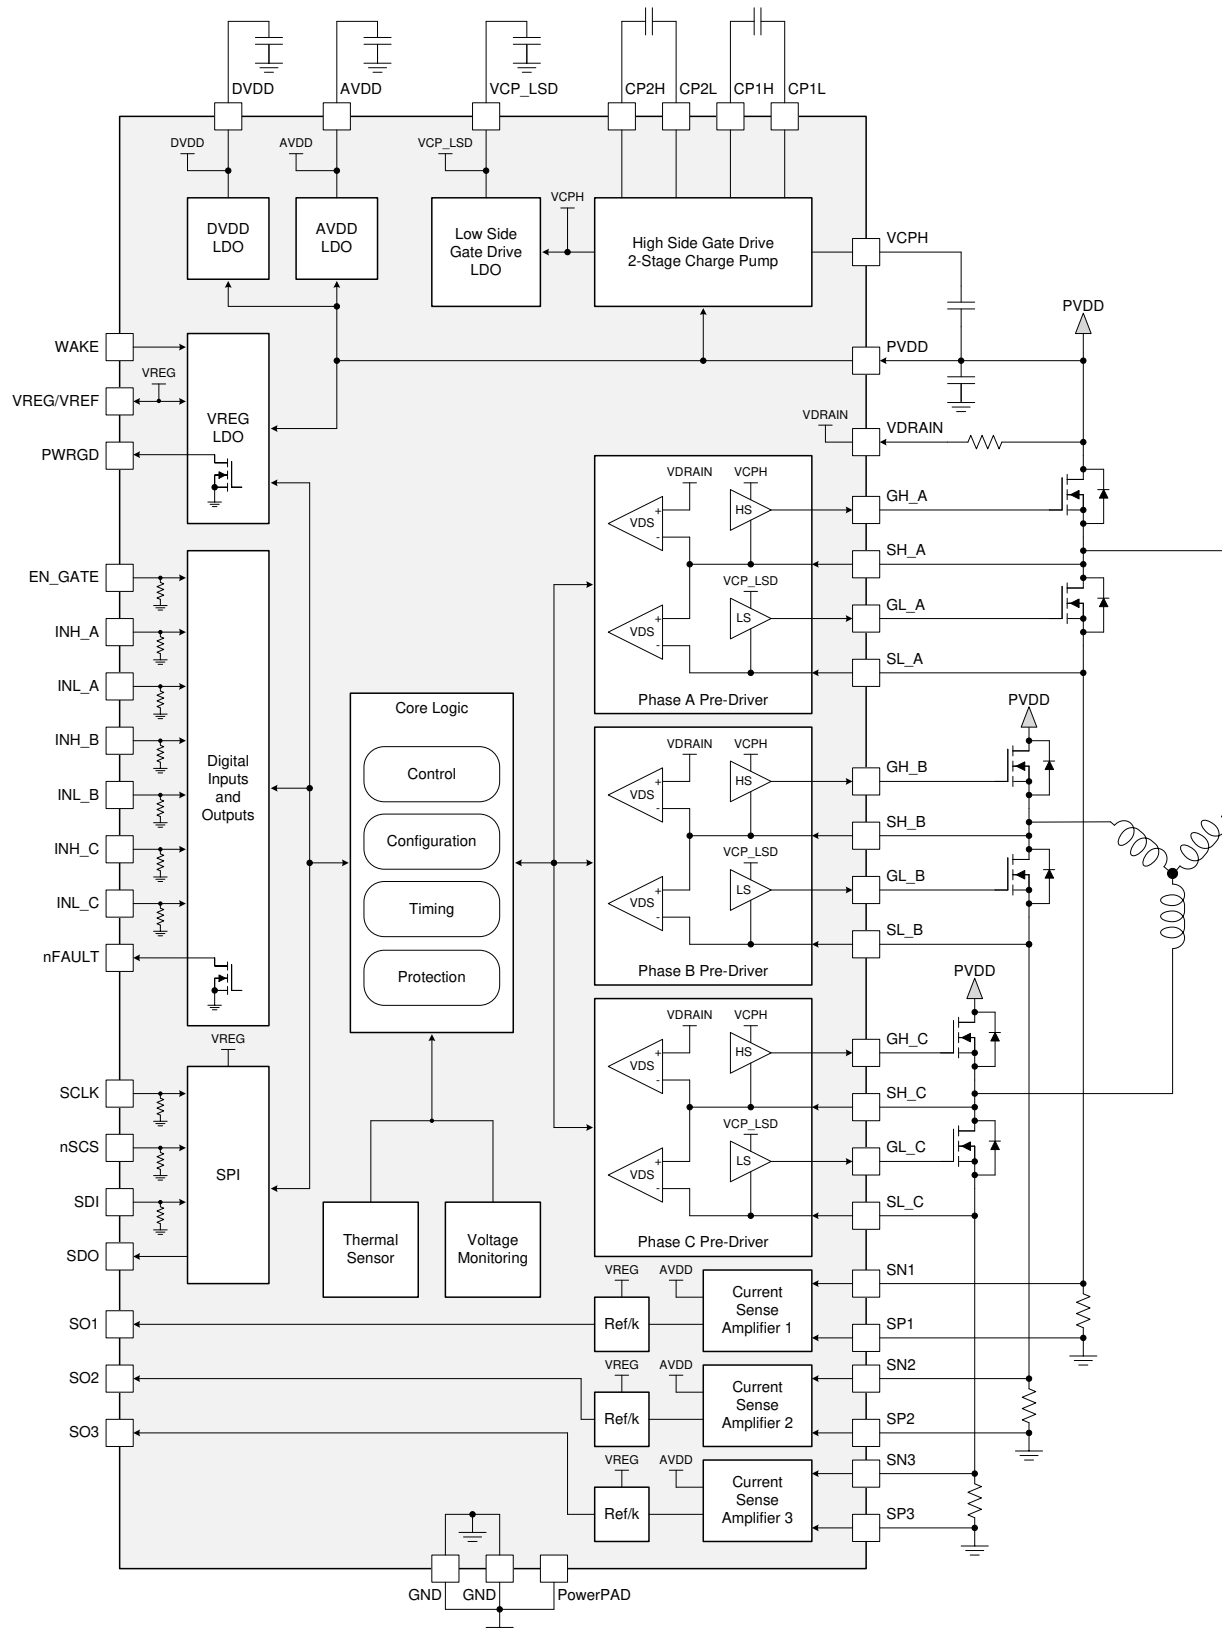 DVDD
AVDD
VCP_LSD
CP2H
CP2L
CP1H
CP1L
DVDD
AVDD
VCP_LSD
VCPH
DVDD
LDO
AVDD
LDO
Low Side
Gate Drive
LDO
High Side Gate Drive
2-Stage Charge Pump
VCPH
PVDD
WAKE
VREG
VREG/VREF
VREG
LDO
PWRGD
PVDD
VDRAIN
VDRAIN
EN_GATE
INH_A
INL_A
INH_B
INL_B
INH_C
INL_C
nFAULT
Digital
Inputs
and
Outputs
Core Logic
Control
Configuration
Timing
Protection
VDRAIN
VCPH
+
VDS
-
HS
VCP_LSD
+
VDS
-
LS
Phase A Pre-Driver
GH_A
SH_A
GL_A
SL_A
PVDD
VDRAIN
VCPH
+
VDS
-
HS
VCP_LSD
+
VDS
-
LS
Phase B Pre-Driver
GH_B
SH_B
GL_B
SL_B
PVDD
VDRAIN
VCPH
+
VDS
-
HS
VCP_LSD
+
VDS
-
LS
Phase C Pre-Driver
GH_C
SH_C
GL_C
SL_C
VREG
SCLK
nSCS
SDI
SDO
SPI
Thermal
Sensor
Voltage
Monitoring
SO1
VREG
Ref/k
AVDD
Current
Sense
Amplifier 1
SN1
SP1
SO2
VREG
Ref/k
AVDD
Current
Sense
Amplifier 2
SN2
SP2
SO3
VREG
Ref/k
AVDD
Current
Sense
Amplifier 3
SN3
SP3
GND
GND
PowerPAD